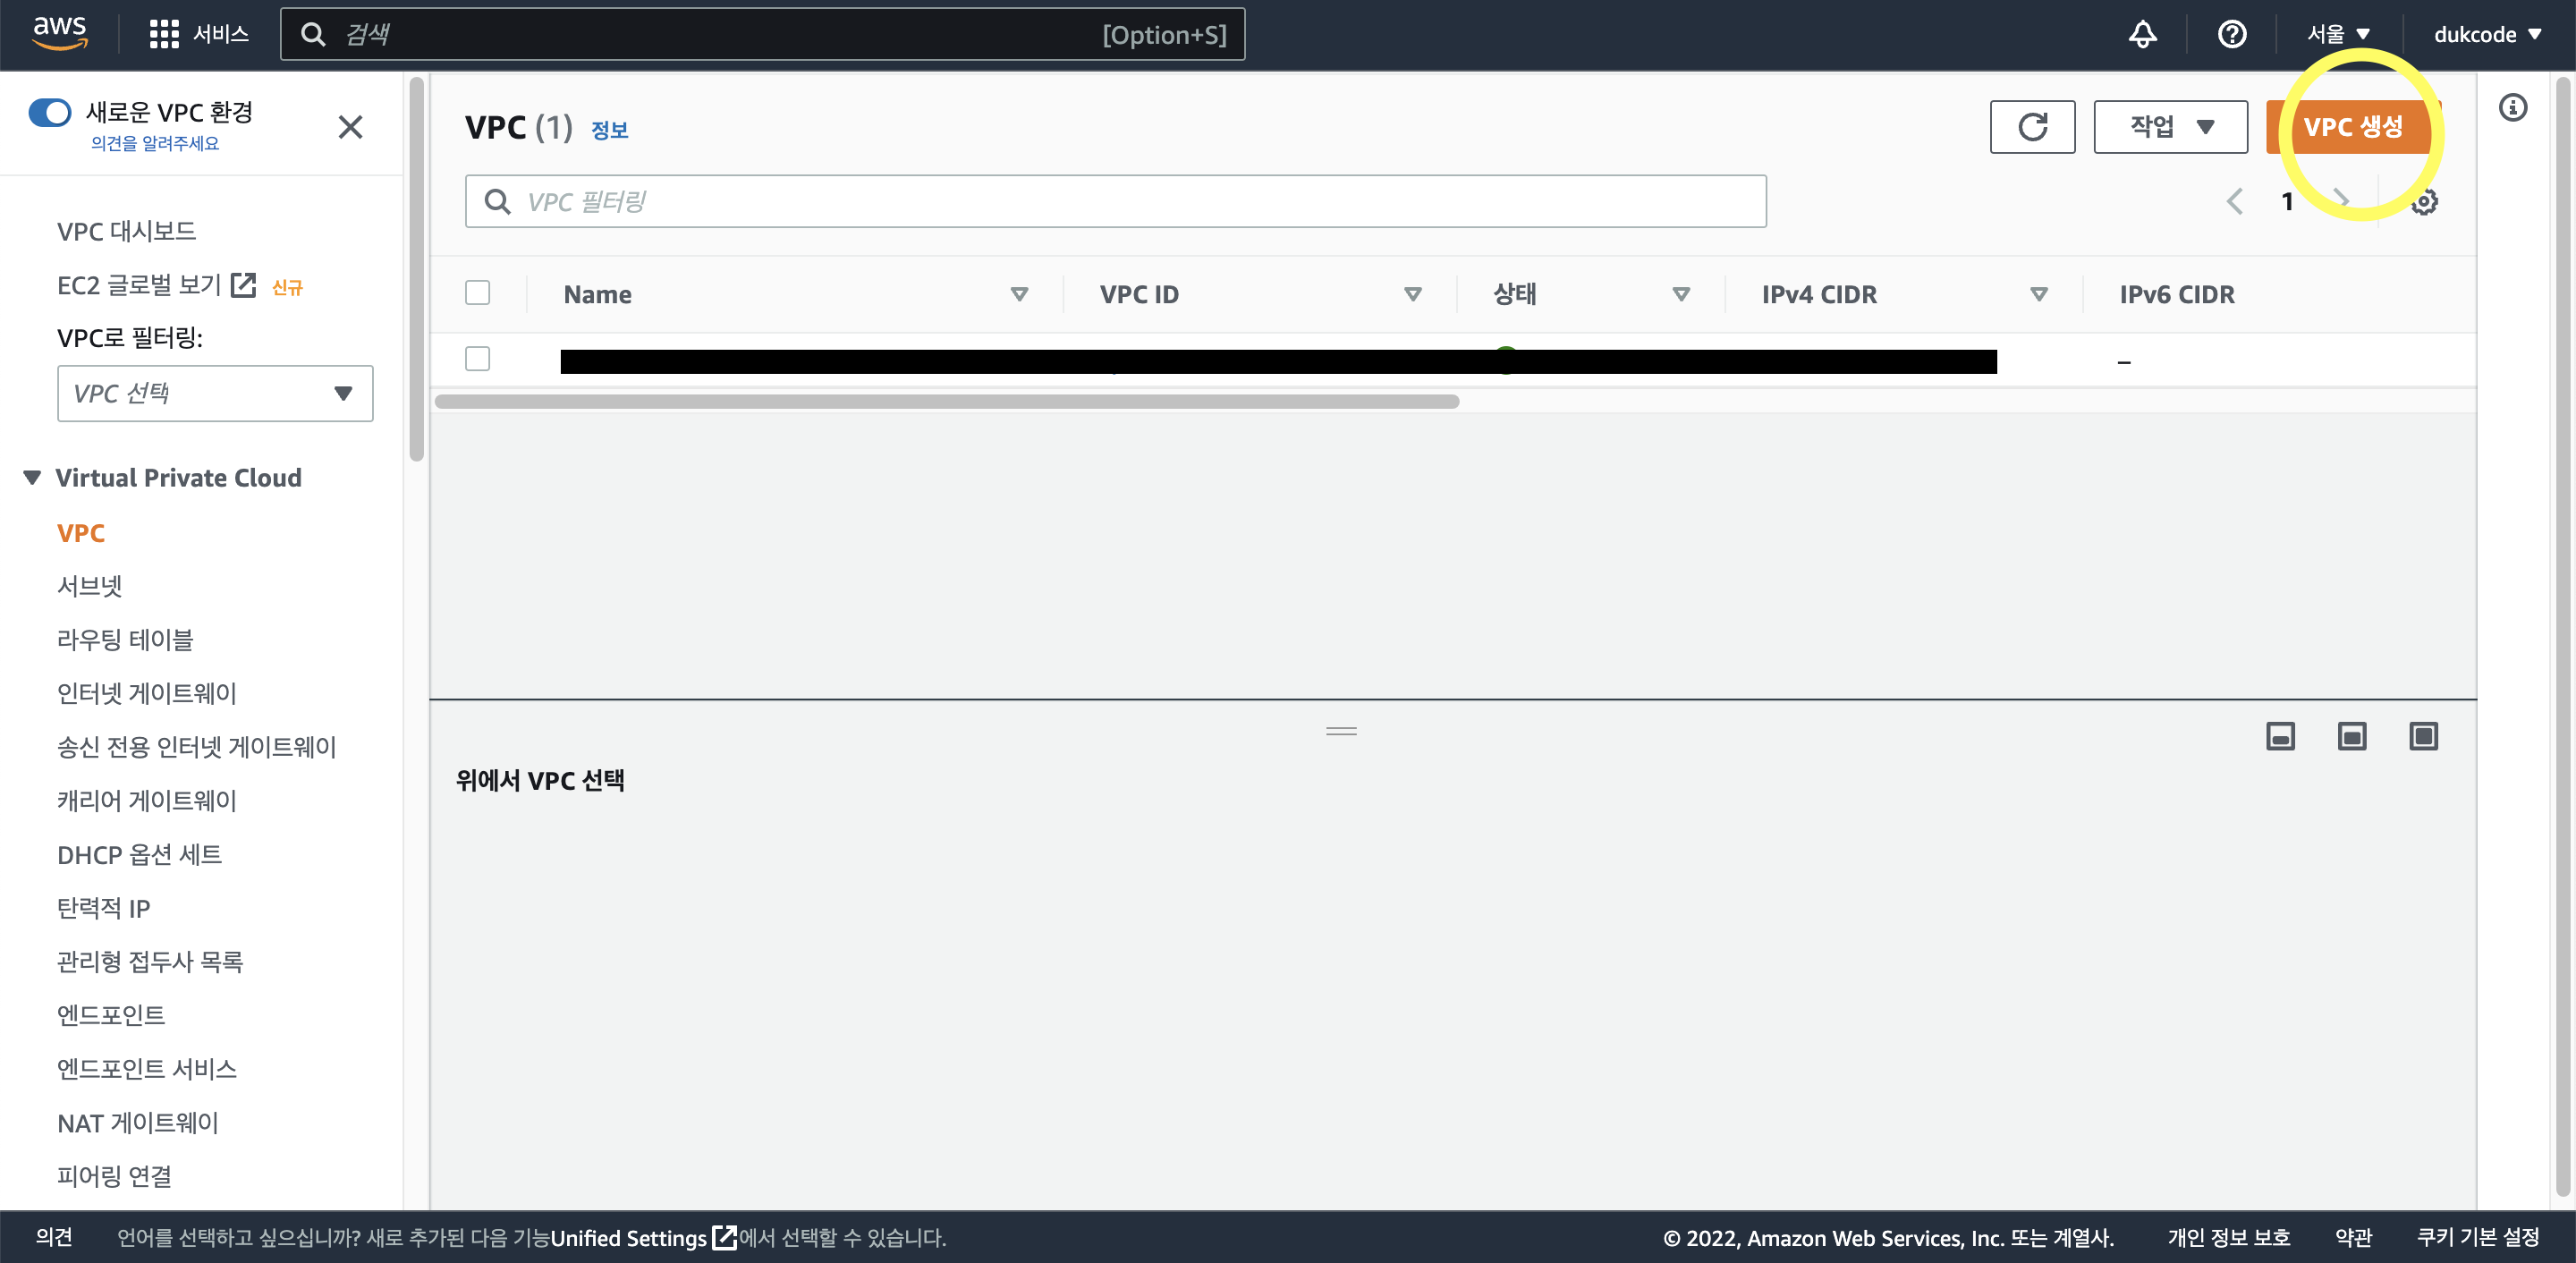 aws 서비스 검색 [Option+S] 서울 dukcode
새로운 VPC 환경
의견을 알려주세요
VPC 대시보드
EC2 글로벌 보기 신규
VPC로 필터링:
VPC 선택
Virtual Private Cloud
VPC
서브넷
라우팅 테이블
인터넷 게이트웨이
송신 전용 인터넷 게이트웨이
캐리어 게이트웨이
DHCP 옵션 세트
탄력적 IP
관리형 접두사 목록
엔드포인트
엔드포인트 서비스
NAT 게이트웨이
피어링 연결
VPC (1) 정보 작업 VPC 생성
VPC 필터링 1
Name VPC ID 상태 IPv4 CIDR IPv6 CIDR
–
위에서 VPC 선택
의견 언어를 선택하고 싶으십니까? 새로 추가된 다음 기능Unified Settings에서 선택할 수 있습니다. © 2022, Amazon Web Services, Inc. 또는 계열사. 개인 정보 보호 약관 쿠키 기본 설정